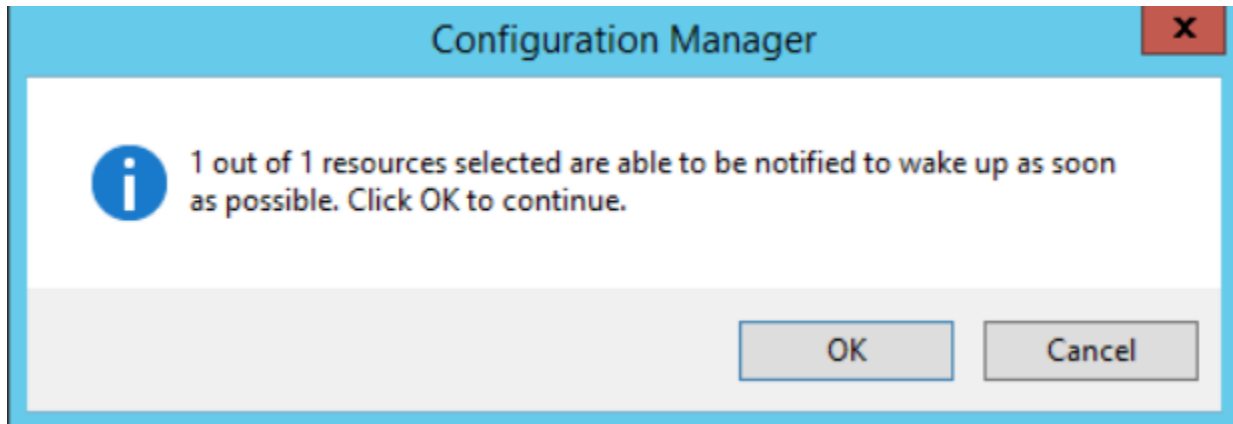 Configuration Manager
x
1 out of 1 resources selected are able to be notified to wake up as soon
as possible. Click OK to continue.
OK
Cancel